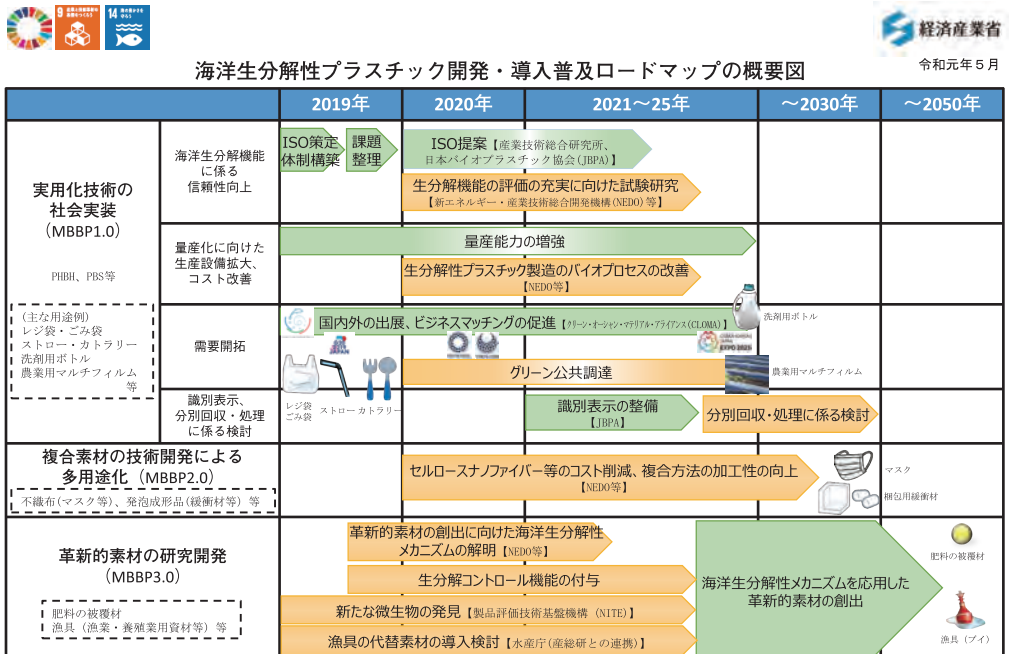 経済産業省
海洋生分解性プラスチック開発・導入普及ロードマップの概要図
令和元年５月
2019年
2020年
2021～25年
～2030年
～2050年
実用化技術の
社会実装
（MBBP1.0）
PHBH、PBS等
(主な用途例)
レジ袋・ごみ袋
ストロー・カトラリー
洗剤用ボトル
農業用マルチフィルム
等
海洋生分解機能
に係る
信頼性向上
ISO策定
体制構築
課題
整理
ISO提案【産業技術総合研究所、
日本バイオプラスチック協会(JBPA)】
生分解機能の評価の充実に向けた試験研究
【新エネルギー・産業技術総合開発機構(NEDO)等】
量産化に向けた
生産設備拡大、
コスト改善
量産能力の増強
生分解性プラスチック製造のバイオプロセスの改善
【NEDO等】
需要開拓
国内外の出展、ビジネスマッチングの促進【クリーン・オーシャン・マテリアル・アライアンス(CLOMA)】
洗剤用ボトル
グリーン公共調達
農業用マルチフィルム
レジ袋
ごみ袋
ストロー
カトラリー
識別表示、
分別回収・処理
に係る検討
識別表示の整備
【JBPA】
分別回収・処理に係る検討
複合素材の技術開発による
多用途化（MBBP2.0）
不織布(マスク等)、発泡成形品(緩衝材等) 等
セルロースナノファイバー等のコスト削減、複合方法の加工性の向上
【NEDO等】
マスク
梱包用緩衝材
革新的素材の研究開発
（MBBP3.0）
肥料の被覆材
漁具（漁業・養殖業用資材等）等
革新的素材の創出に向けた海洋生分解性
メカニズムの解明【NEDO等】
生分解コントロール機能の付与
新たな微生物の発見【製品評価技術基盤機構（NITE)】
漁具の代替素材の導入検討【水産庁(産総研との連携)】
海洋生分解性メカニズムを応用した
革新的素材の創出
肥料の被覆材
漁具（ブイ）